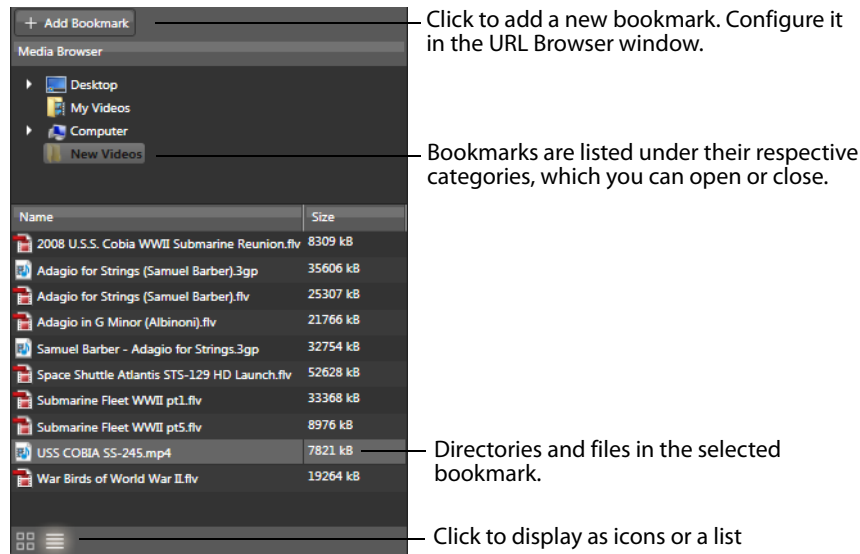 + Add Bookmark
Click to add a new bookmark. Configure it
in the URL Browser window.
Media Browser
Desktop
My Videos
Computer
New Videos
Bookmarks are listed under their respective
categories, which you can open or close.
Name Size
2008 U.S.S. Cobia WWII Submarine Reunion.flv 8309 kB
Adagio for Strings (Samuel Barber).3gp 35606 kB
Adagio for Strings (Samuel Barber).flv 25307 kB
Adagio in G Minor (Albinoni).flv 21766 kB
Samuel Barber - Adagio for Strings.3gp 32754 kB
Space Shuttle Atlantis STS-129 HD Launch.flv 52628 kB
Submarine Fleet WWII pt1.flv 33368 kB
Submarine Fleet WWII pt5.flv 8976 kB
USS COBIA SS-245.mp4 7821 kB
Directories and files in the selected
bookmark.
War Birds of World War II.flv 19264 kB
Click to display as icons or a list